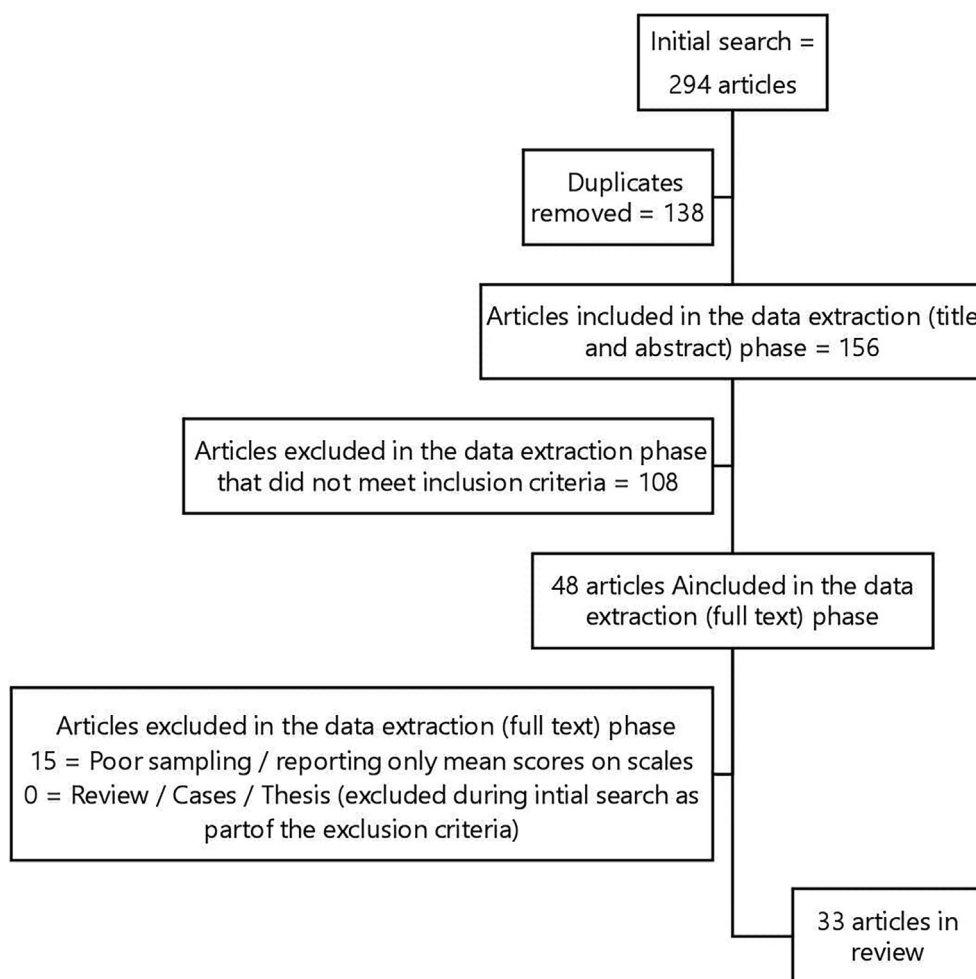 Initial search =
294 articles
Duplicates
removed = 138
Articles included in the data extraction (title
and abstract) phase = 156
Articles excluded in the data extraction phase
that did not meet inclusion criteria = 108
48 articles Aincluded in the data
extraction (full text) phase
Articles excluded in the data extraction (full text) phase
15 = Poor sampling / reporting only mean scores on scales
0 = Review / Cases / Thesis (excluded during intial search as
partof the exclusion criteria)
33 articles in
review